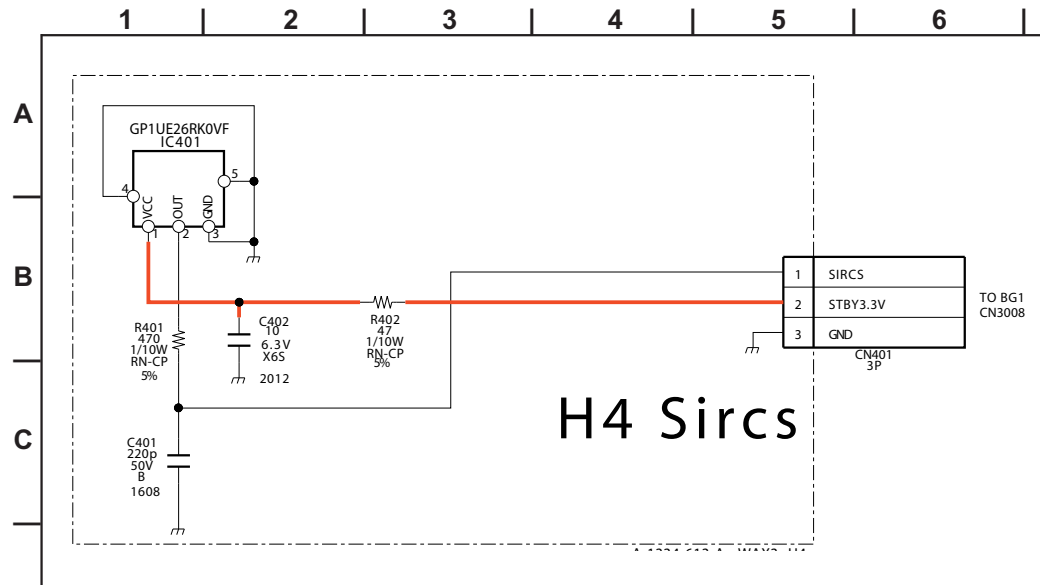 1 2 3 4 5 6
A
GP1UE26RK0VF
IC401
5
4
VCC
OUT
GND
1 2 3
B
1 SIRCS
2 STBY3.3V
3 GND
TO BG1
CN3008
CN401
3P
R401
470
1/10W
RN-CP
5%
C402
10
6.3V
X6S
2012
R402
47
1/10W
RN-CP
5%
H4 Sircs
C
C401
220p
50V
B
1608